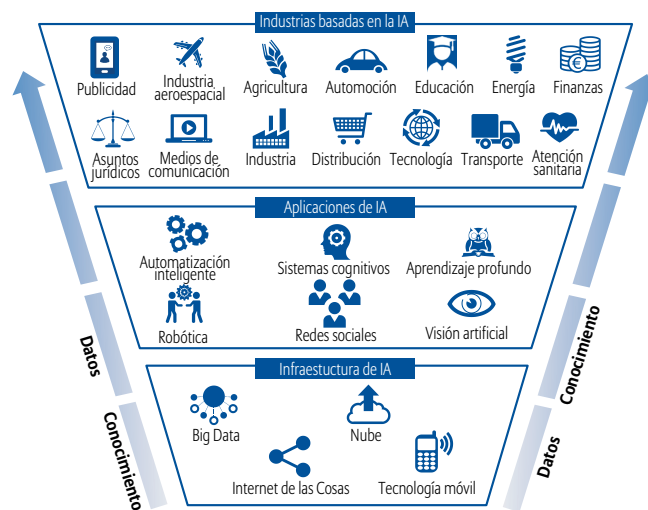 Industrias basadas en la IA
Publicidad
Industria
aeroespacial
Agricultura
Automoción
Educación
Energía
Finanzas
Asuntos
jurídicos
Medios de
comunicación
Industria
Distribución
Tecnología
Transporte
Atención
sanitaria
Aplicaciones de IA
Automatización
inteligente
Sistemas cognitivos
Aprendizaje profundo
Robótica
Redes sociales
Visión artificial
Infraestuctura de IA
Big Data
Nube
Internet de las Cosas
Tecnología móvil
Datos
Conocimiento
Conocimiento
Datos